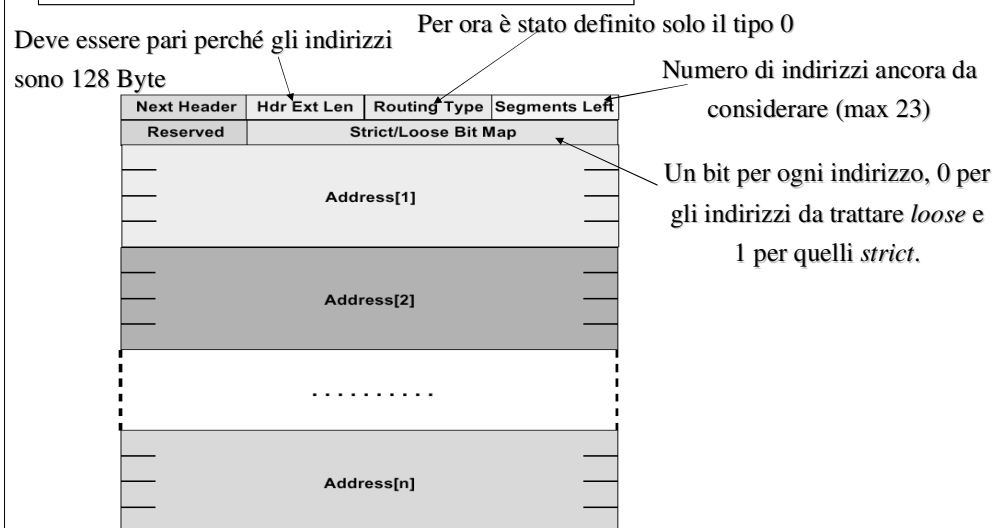 Per ora è stato definito solo il tipo 0
Deve essere pari perché gli indirizzi
sono 128 Byte
Numero di indirizzi ancora da
considerare (max 23)
Next Header Hdr Ext Len Routing Type Segments Left
Reserved Strict/Loose Bit Map
Un bit per ogni indirizzo, 0 per
gli indirizzi da trattare loose e
1 per quelli strict.
Address[1]
Address[2]
. . . . . . . . . .
Address[n]